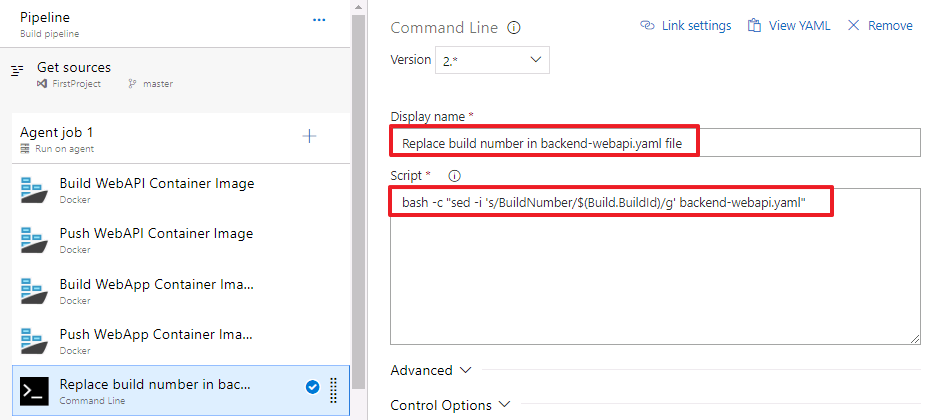 Pipeline
...
Build pipeline
Get sources
FirstProject
master
Agent job 1
Run on agent
Build WebAPI Container Image
Docker
Push WebAPI Container Image
Docker
Build WebApp Container Ima...
Docker
Push WebApp Container Ima...
Docker
Replace build number in bac...
Command Line
Command Line
Link settings
View YAML
Remove
Version 2.*
Display name *
Replace build number in backend-webapi.yaml file
Script *
bash -c "sed -i 's/BuildNumber/$(Build.BuildId)/g' backend-webapi.yaml"
Advanced
Control Options